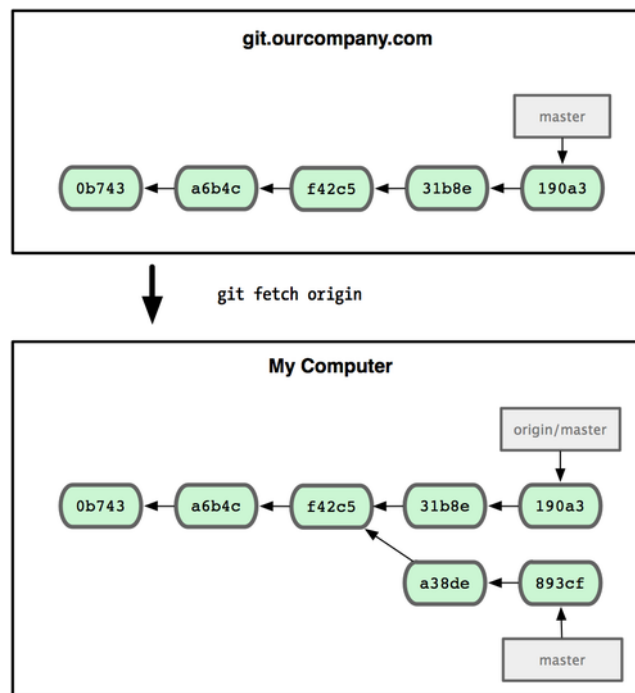 git.ourcompany.com
master
0b743 a6b4c f42c5 31b8e 190a3
git fetch origin
My Computer
origin/master
0b743 a6b4c f42c5 31b8e 190a3
a38de 893cf
master